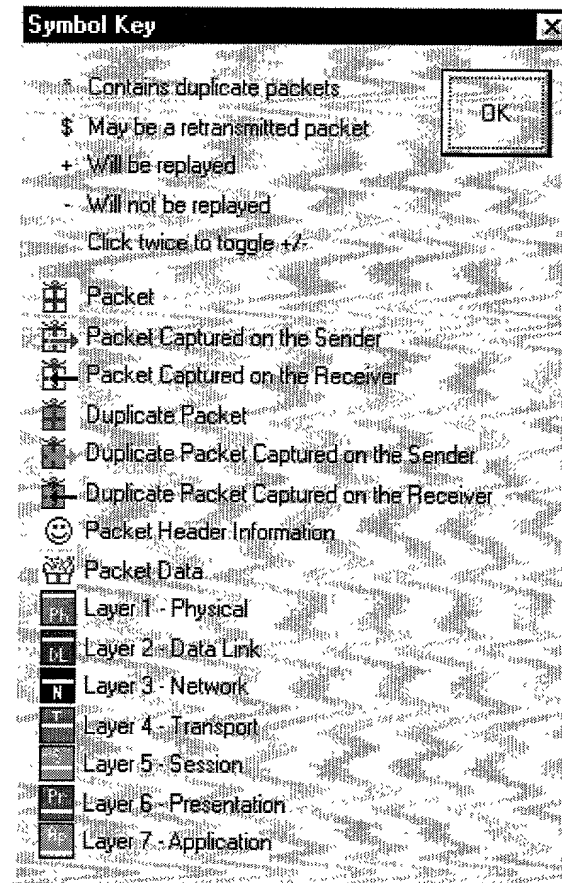 Symbol Key
* Contains duplicate packets
OK
$ May be a retransmitted packet
+ Will be replayed
- Will not be replayed
Click twice to toggle +/-
Packet
Packet Captured on the Sender
Packet Captured on the Receiver
Duplicate Packet
Duplicate Packet Captured on the Sender
Duplicate Packet Captured on the Receiver
Packet Header Information
Packet Data
PH Layer 1 - Physical
DL Layer 2 - Data Link
N Layer 3 - Network
T Layer 4 - Transport
S Layer 5 - Session
Pr Layer 6 - Presentation
Layer 7 - Application